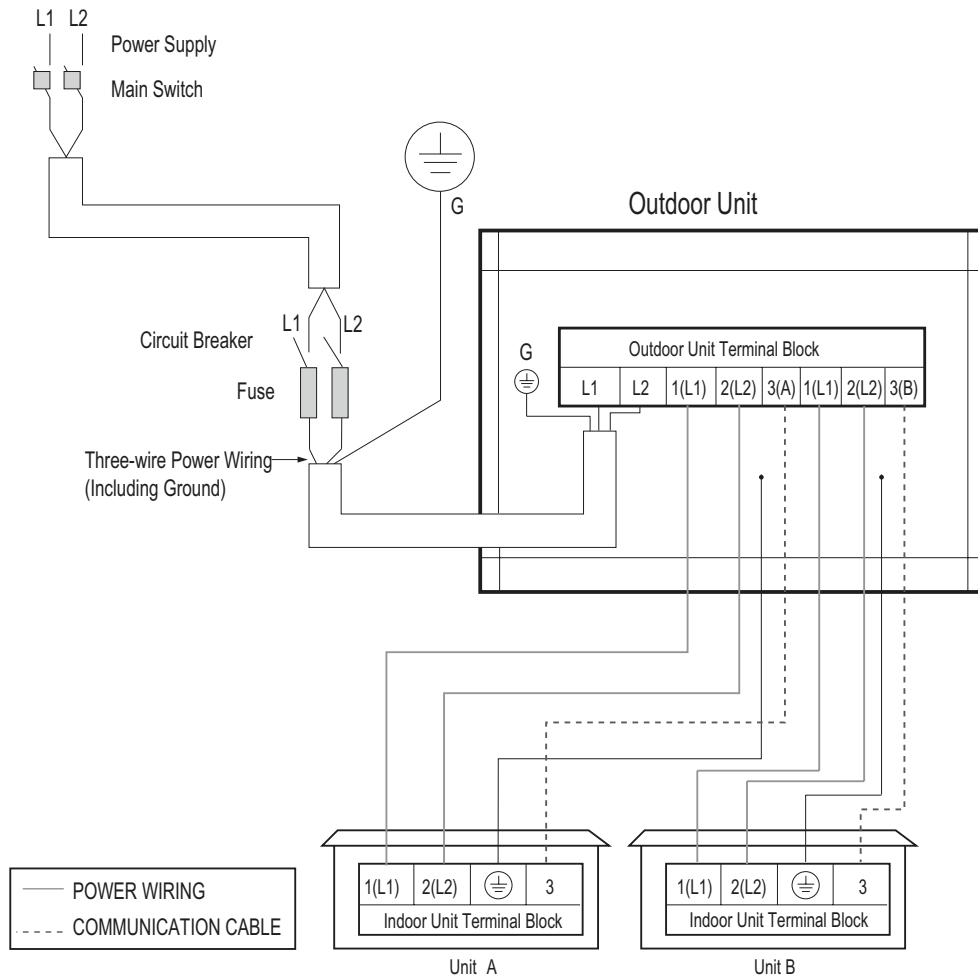 L1 L2
Power Supply
Main Switch
G
Outdoor Unit
Circuit Breaker
L1 L2
Fuse
Three-wire Power Wiring
(Including Ground)
G
Outdoor Unit Terminal Block
L1 L2 1(L1) 2(L2) 3(A) 1(L1) 2(L2) 3(B)
1(L1) 2(L2) 3
Indoor Unit Terminal Block
Unit A
1(L1) 2(L2) 3
Indoor Unit Terminal Block
Unit B
POWER WIRING
COMMUNICATION CABLE